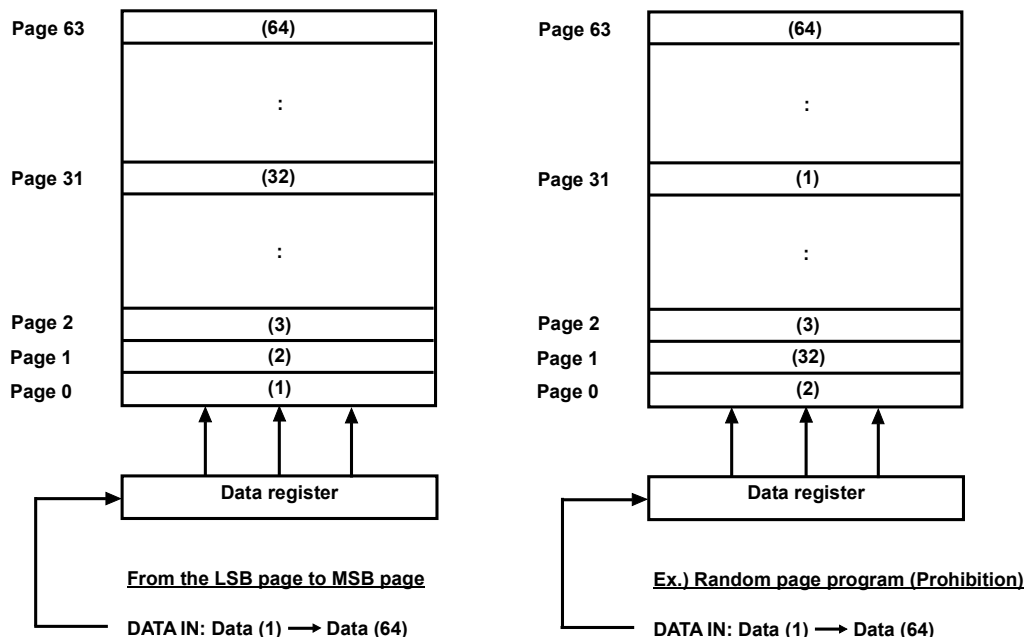 Page 63
(64)
:
Page 31
(32)
:
Page 2
(3)
Page 1
(2)
Page 0
(1)
Data register
From the LSB page to MSB page
DATA IN: Data (1) → Data (64)
Page 63
(64)
:
Page 31
(1)
:
Page 2
(3)
Page 1
(32)
Page 0
(2)
Data register
Ex.) Random page program (Prohibition)
DATA IN: Data (1) → Data (64)